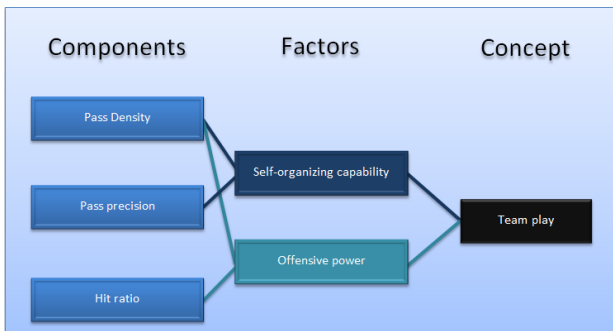 Components
Factors
Concept
Pass Density
Self-organizing capability
Pass precision
Team play
Offensive power
Hit ratio